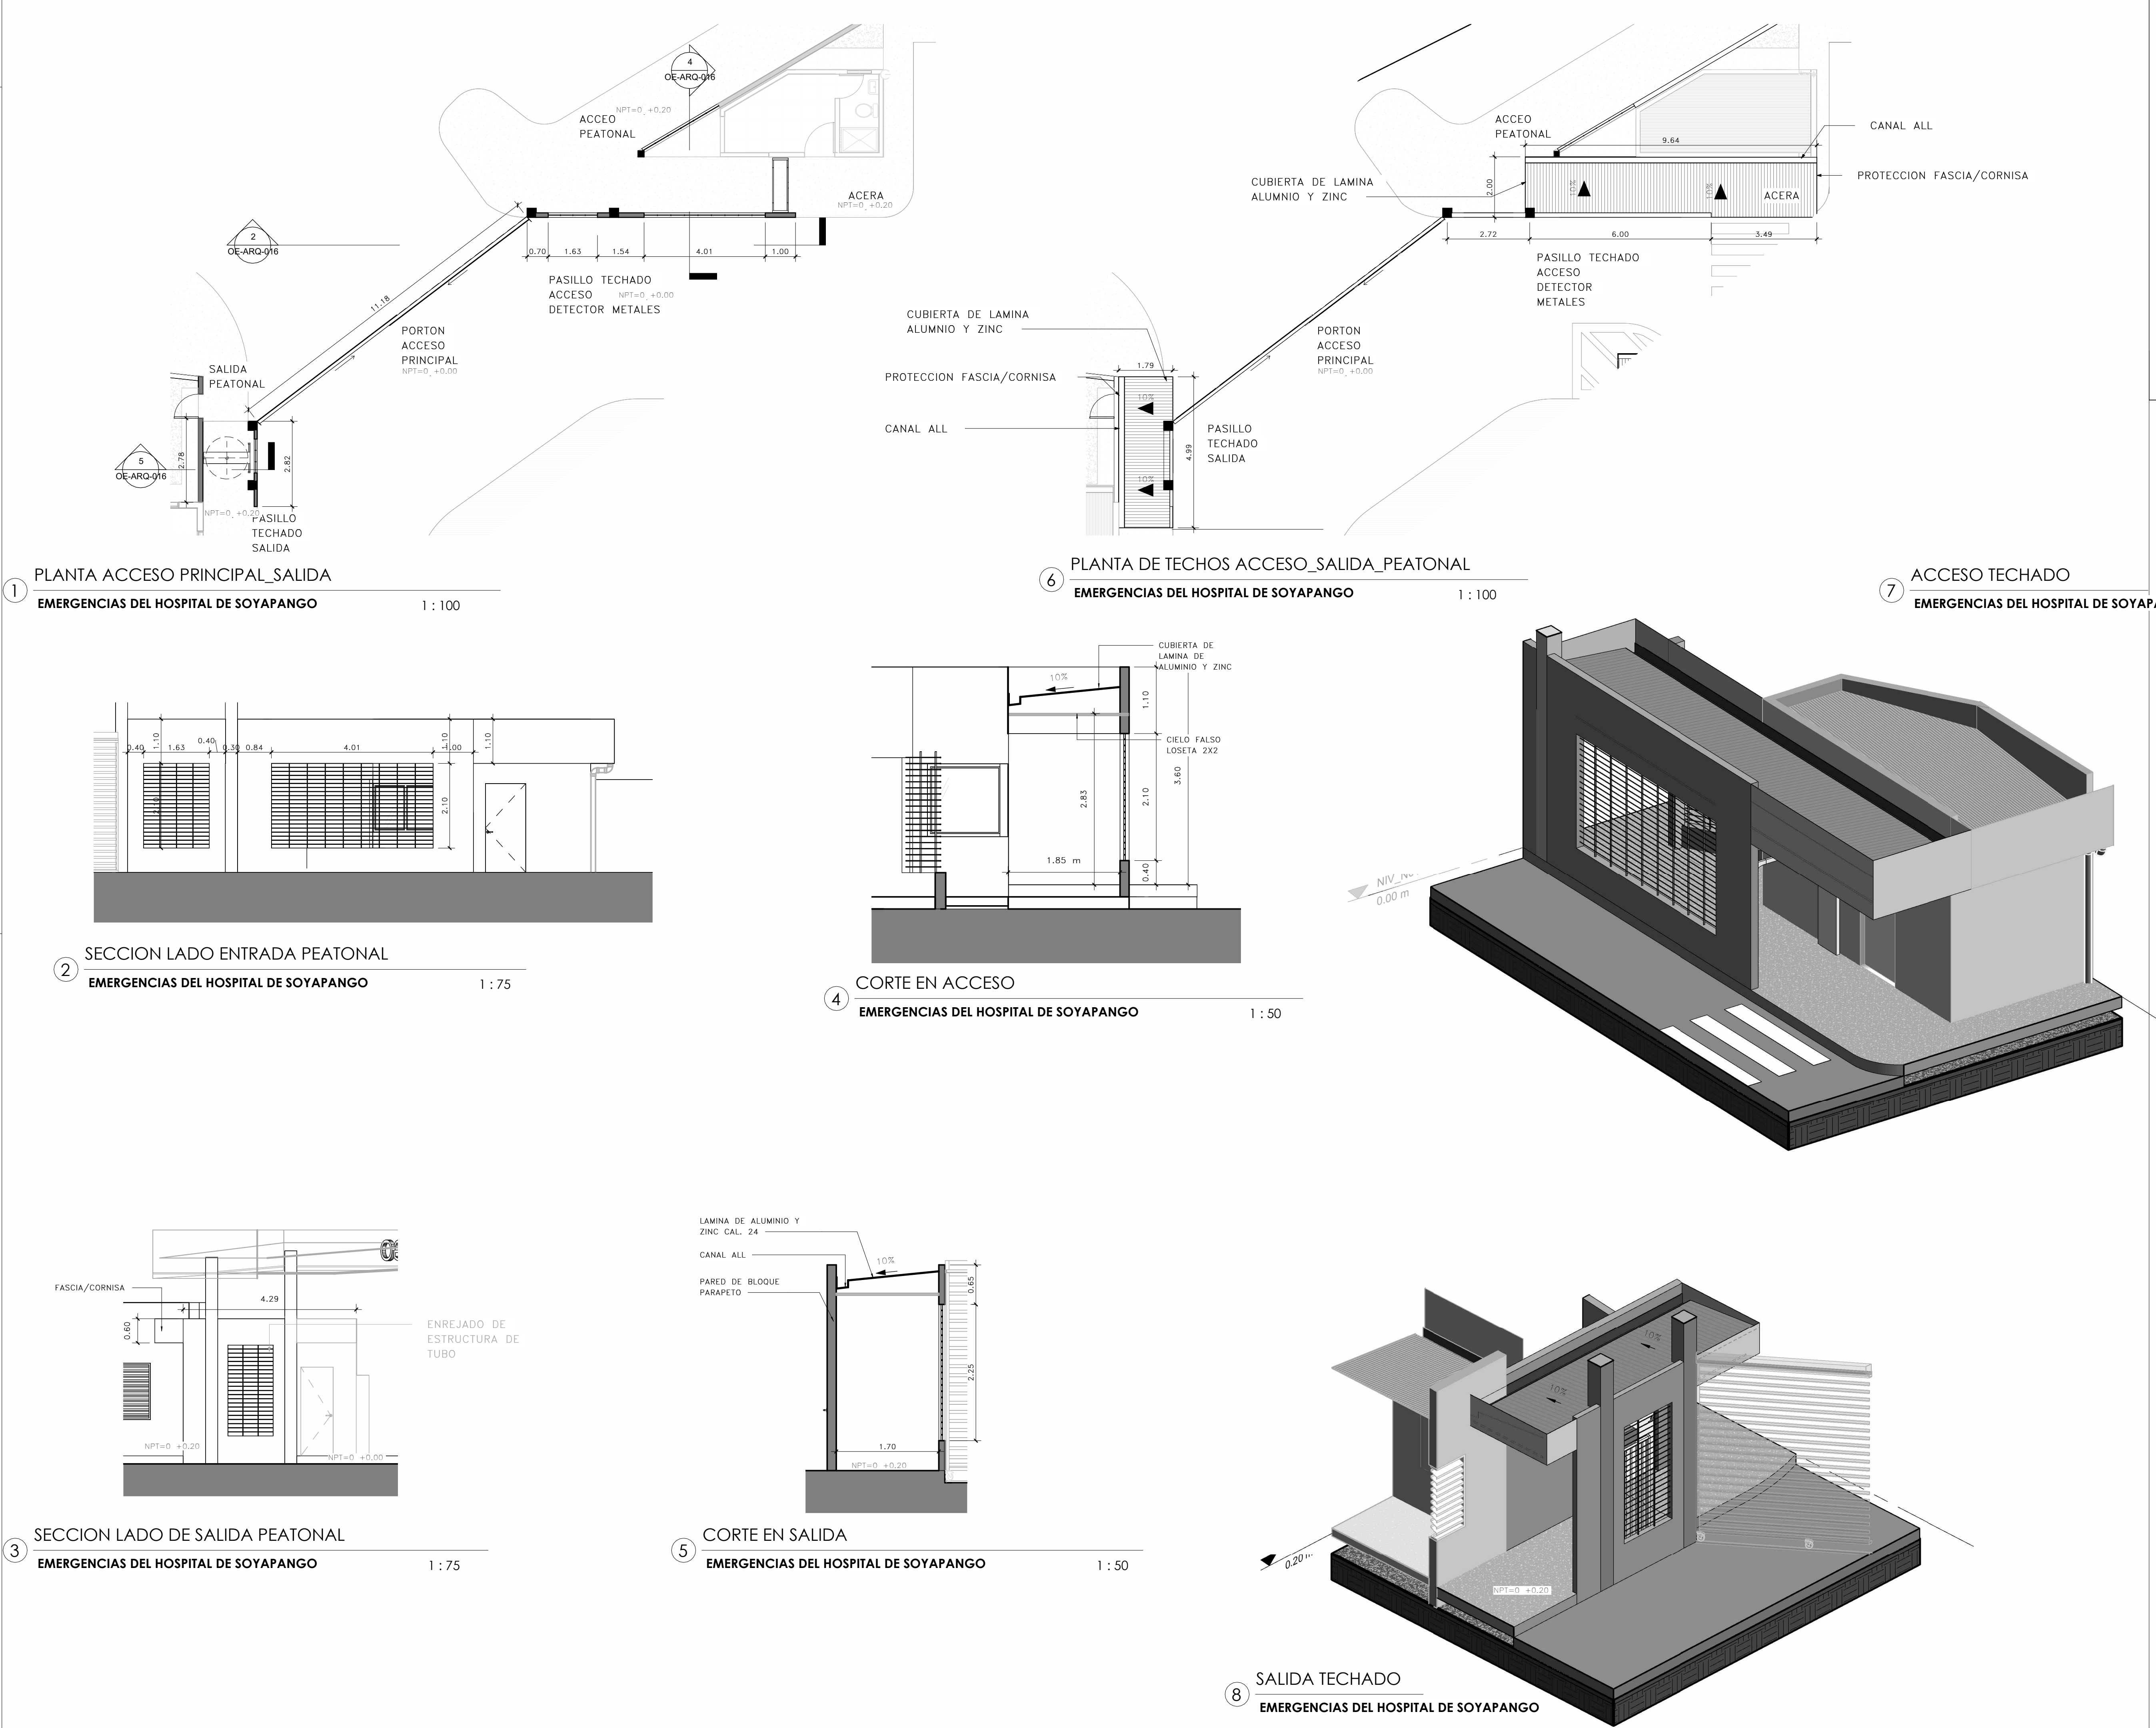 4
OE-ARQ-016
NPT=0 +0.20
ACCEO
PEATONAL
ACERA
NPT=0 +0.20
2
OE-ARQ-016
0.70
1.63
1.54
4.01
1.00
PASILLO TECHADO
ACCESO
NPT=0 +0.00
DETECTOR METALES
11.18
PORTON
ACCESO
PRINCIPAL
NPT=0 +0.00
SALIDA
PEATONAL
5
OE-ARQ-016
2.78
2.82
NPT=0 +0.20
PASILLO
TECHADO
SALIDA
1
PLANTA ACCESO PRINCIPAL_SALIDA
EMERGENCIAS DEL HOSPITAL DE SOYAPANGO
1 : 100
ACCEO
PEATONAL
9.64
CANAL ALL
PROTECCION FASCIA/CORNISA
CUBIERTA DE LAMINA
ALUMNIO Y ZINC
2.00
10%
10%
ACERA
2.72
6.00
3.49
PASILLO TECHADO
ACCESO
DETECTOR
METALES
CUBIERTA DE LAMINA
ALUMNIO Y ZINC
PORTON
ACCESO
PRINCIPAL
NPT=0 +0.00
1.79
PROTECCION FASCIA/CORNISA
10%
CANAL ALL
PASILLO
TECHADO
SALIDA
4.99
10%
6
PLANTA DE TECHOS ACCESO_SALIDA_PEATONAL
EMERGENCIAS DEL HOSPITAL DE SOYAPANGO
1 : 100
7
ACCESO TECHADO
EMERGENCIAS DEL HOSPITAL DE SOYAPA
NIV_N
0.00 m
1.10
0.40
1.63
0.40
0.30
0.84
4.01
1.10
1.00
1.10
2.10
2.10
2
SECCION LADO ENTRADA PEATONAL
EMERGENCIAS DEL HOSPITAL DE SOYAPANGO
1 : 75
CUBIERTA DE
LAMINA DE
ALUMINIO Y ZINC
10%
1.10
CIELO FALSO
LOSETA 2X2
3.60
2.83
2.10
1.85 m
0.40
4
CORTE EN ACCESO
EMERGENCIAS DEL HOSPITAL DE SOYAPANGO
1 : 50
FASCIA/CORNISA
4.29
0.60
ENREJADO DE
ESTRUCTURA DE
TUBO
NPT=0 +0.20
NPT=0 +0.00
3
SECCION LADO DE SALIDA PEATONAL
EMERGENCIAS DEL HOSPITAL DE SOYAPANGO
1 : 75
LAMINA DE ALUMINIO Y
ZINC CAL. 24
CANAL ALL
10%
PARED DE BLOQUE
PARAPETO
0.65
2.25
1.70
NPT=0 +0.20
5
CORTE EN SALIDA
EMERGENCIAS DEL HOSPITAL DE SOYAPANGO
1 : 50
10%
10%
0.20
NPT=0 +0.20
8
SALIDA TECHADO
EMERGENCIAS DEL HOSPITAL DE SOYAPANGO